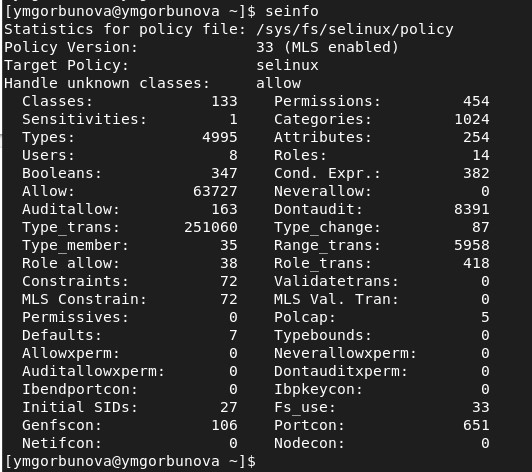 [ymgorbunova@ymgorbunova ~]$ seinfo
Statistics for policy file: /sys/fs/selinux/policy
Policy Version:             33 (MLS enabled)
Target Policy:              selinux
Handle unknown classes:     allow
  Classes:             133    Permissions:         454
  Sensitivities:         1    Categories:         1024
  Types:              4995    Attributes:          254
  Users:                 8    Roles:                14
  Booleans:            347    Cond. Expr.:         382
  Allow:             63727    Neverallow:            0
  Auditallow:          163    Dontaudit:          8391
  Type_trans:       251060    Type_change:          87
  Type_member:          35    Range_trans:        5958
  Role allow:           38    Role_trans:          418
  Constraints:          72    Validatetrans:         0
  MLS Constrain:        72    MLS Val. Tran:         0
  Permissives:           0    Polcap:                5
  Defaults:              7    Typebounds:            0
  Allowxperm:            0    Neverallowxperm:       0
  Auditallowxperm:       0    Dontauditxperm:        0
  Ibendportcon:          0    Ibpkeycon:             0
  Initial SIDs:         27    Fs_use:               33
  Genfscon:            106    Portcon:             651
  Netifcon:              0    Nodecon:               0
[ymgorbunova@ymgorbunova ~]$